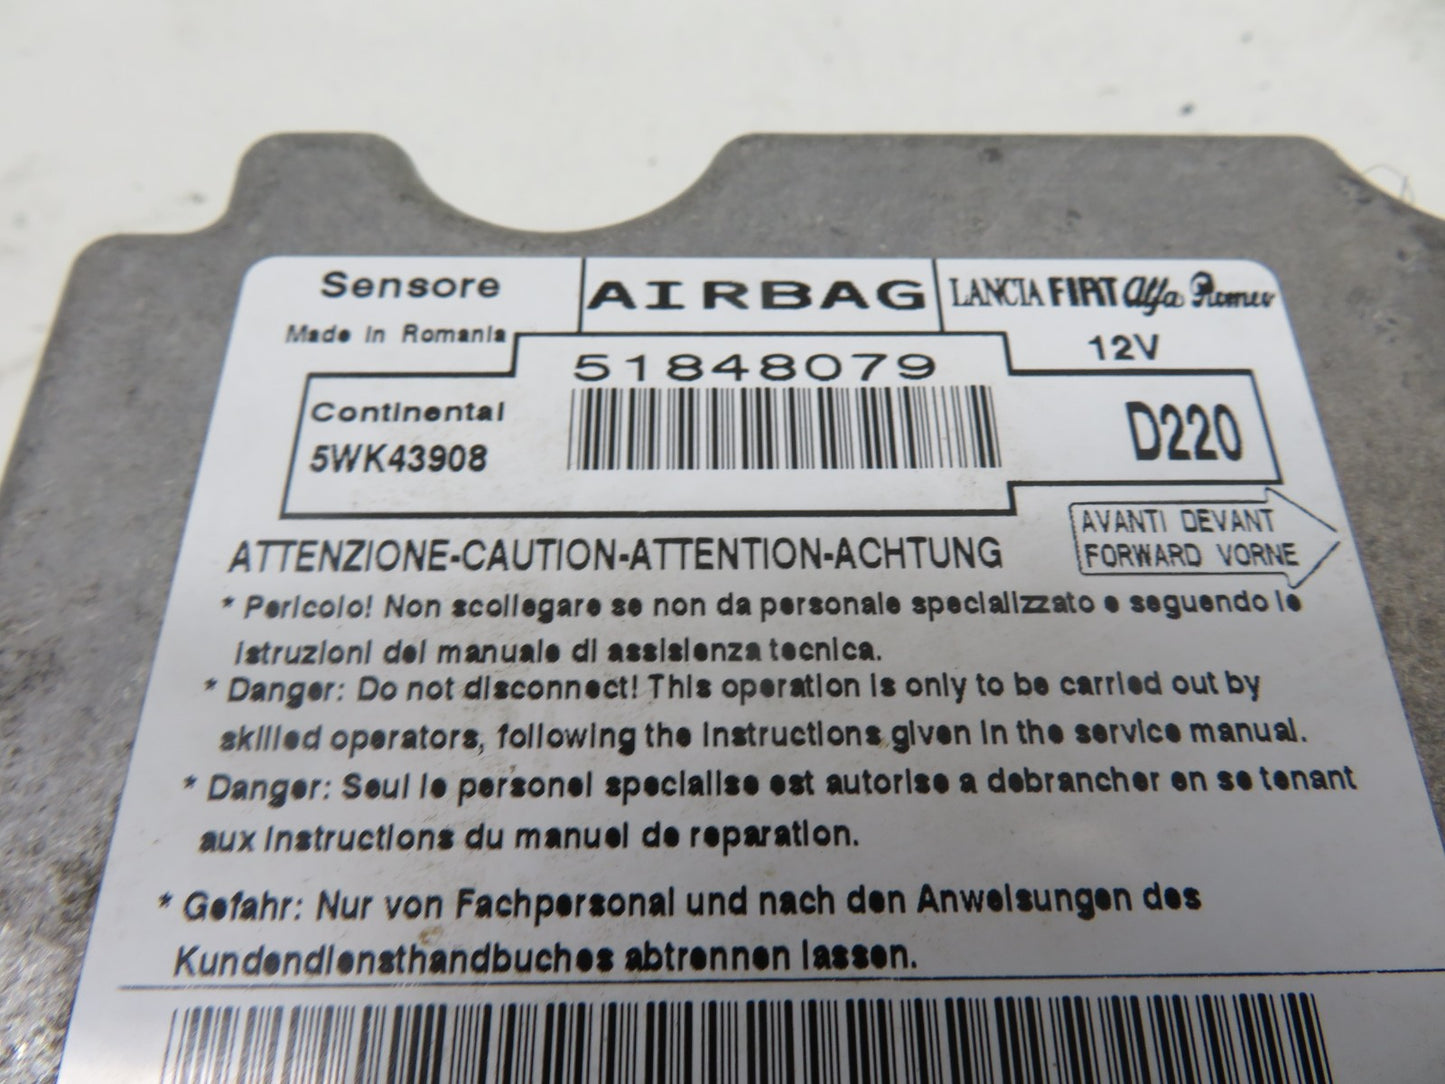 Sensore
AIRBAG
LANCIA FIAT Alfa Romeo
Made in Romania
51848079
12V
Continental
5WK43908
D220
AVANTI DEVANT
FORWARD VORNE
ATTENZIONE-CAUTION-ATTENTION-ACHTUNG
* Pericolo! Non scollegare se non da personale specializzato e seguendo le
istruzioni del manuale di assislenza tecnica.
* Danger: Do not disconnect! This operation is only to be carried out by
skilled operators, following the instructions given in the service manual.
* Danger: Seul le personel specialise est autorise a debrancher en se tenant
aux instructions du manuel de reparation.
* Gefahr: Nur von Fachpersonal und nach den Anweisungen des
Kundendiensthandbuches abtrennen lassen.